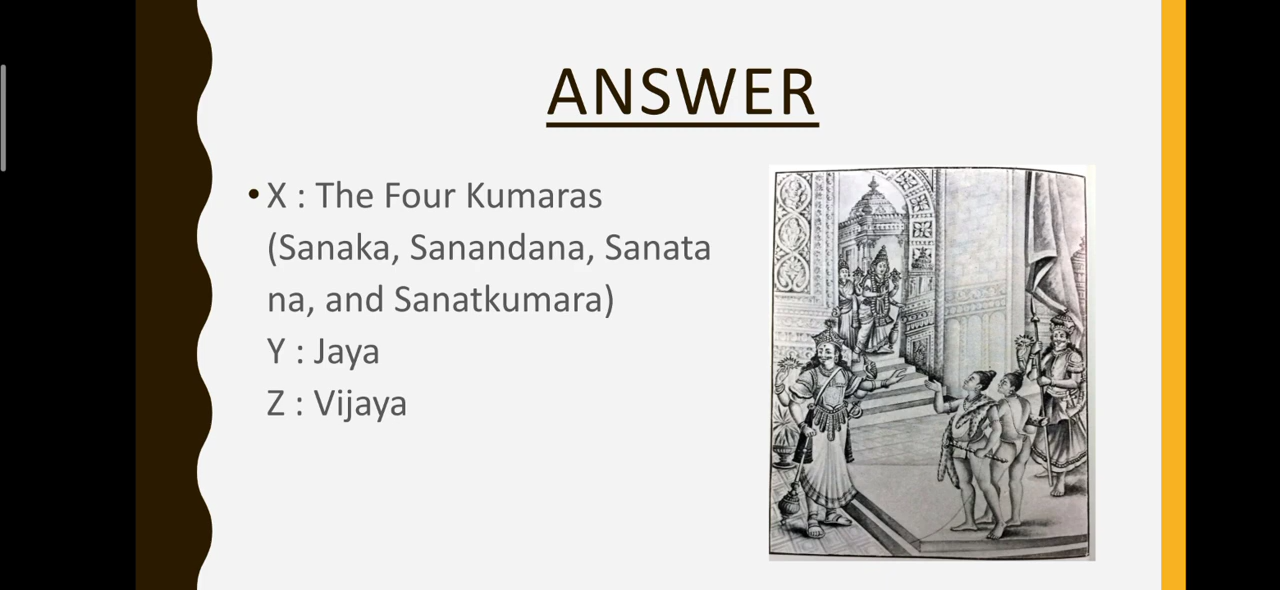 ANSWER
• X : The Four Kumaras
(Sanaka, Sanandana, Sanata
na, and Sanatkumara)
Y : Jaya
Z : Vijaya